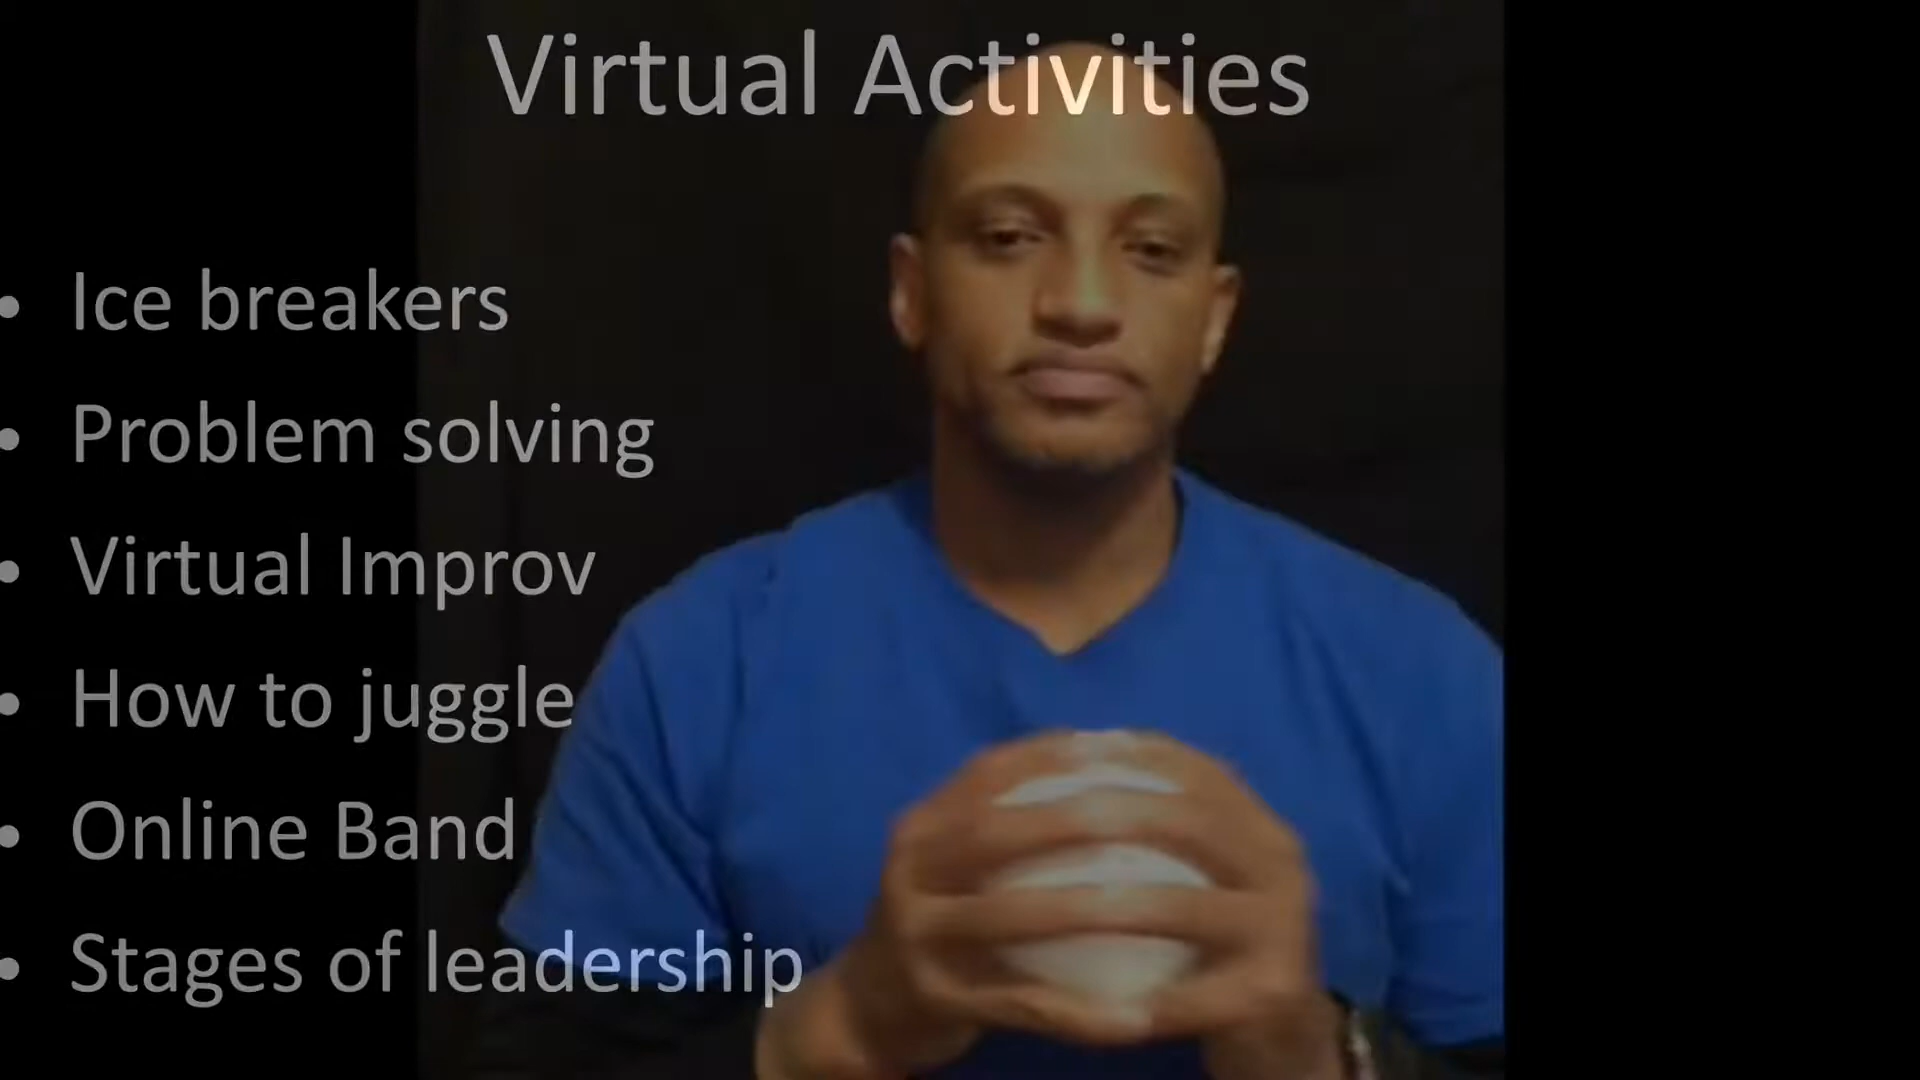 Virtual Activities
• Ice breakers
• Problem solving
• Virtual Improv
• How to juggle
• Online Band
• Stages of leadership